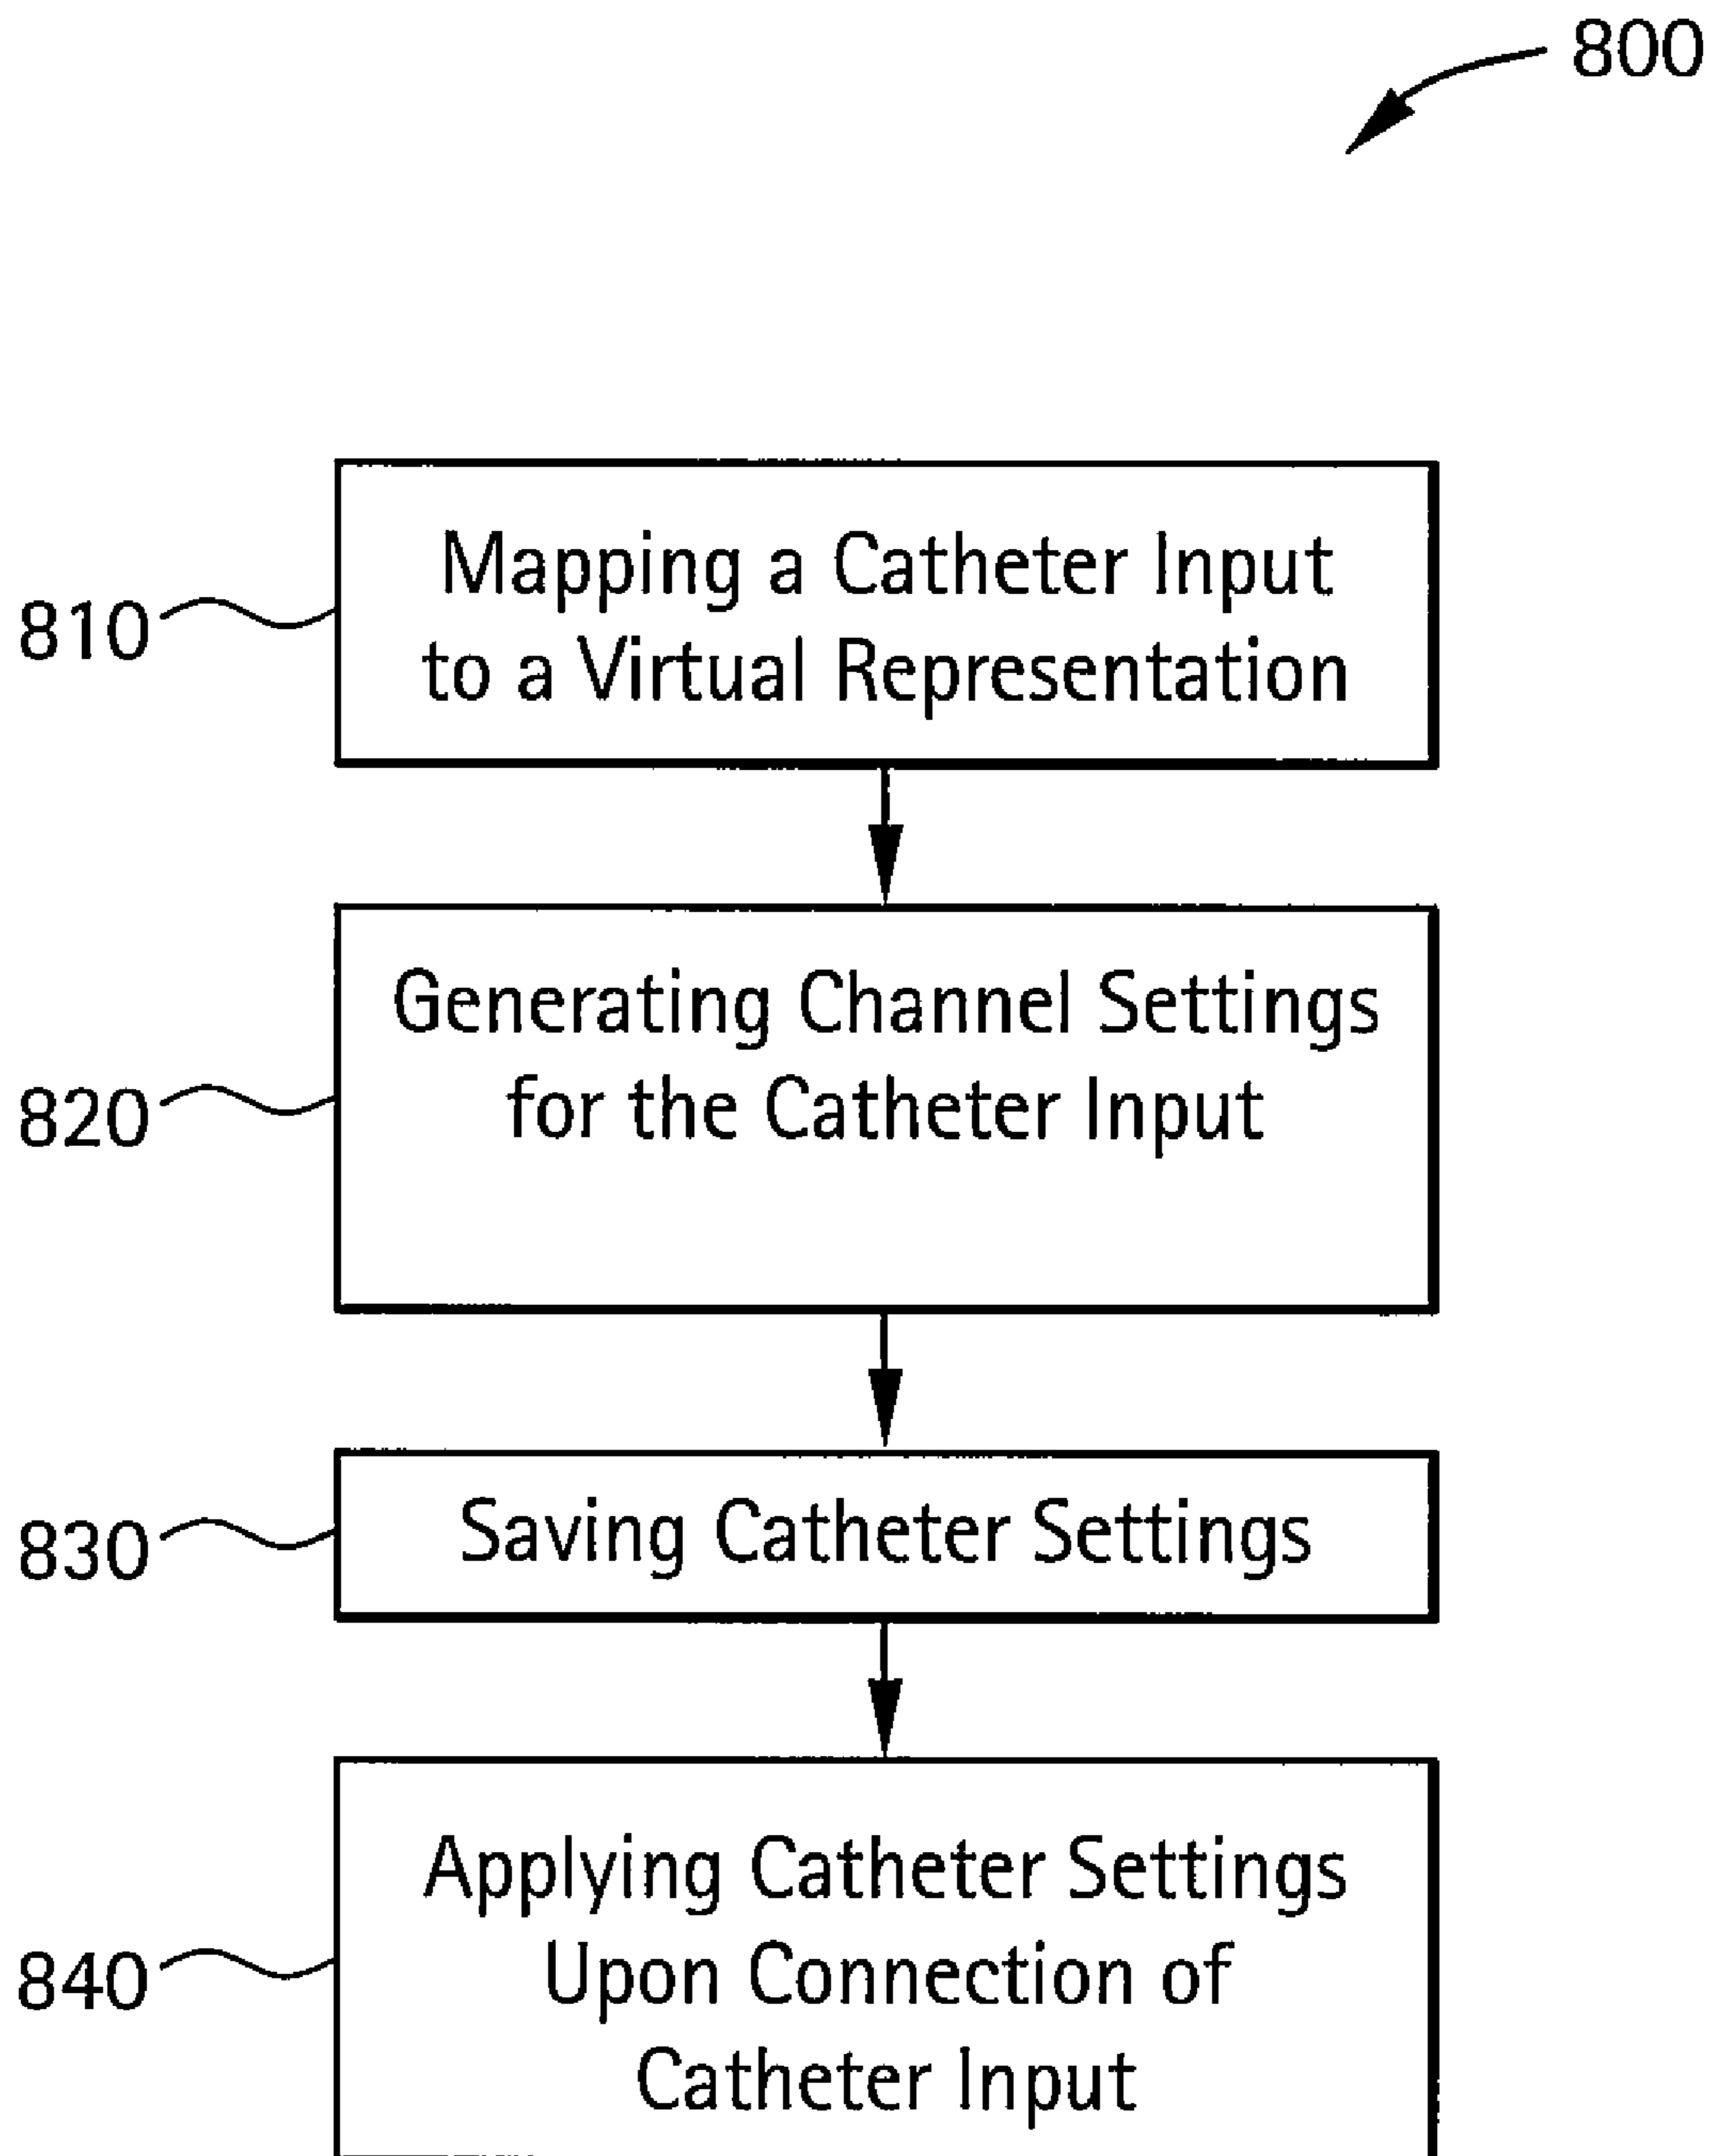 800
810
Mapping a Catheter Input
to a Virtual Representation
820
Generating Channel Settings
for the Catheter Input
830
Saving Catheter Settings
840
Applying Catheter Settings
Upon Connection of
Catheter Input